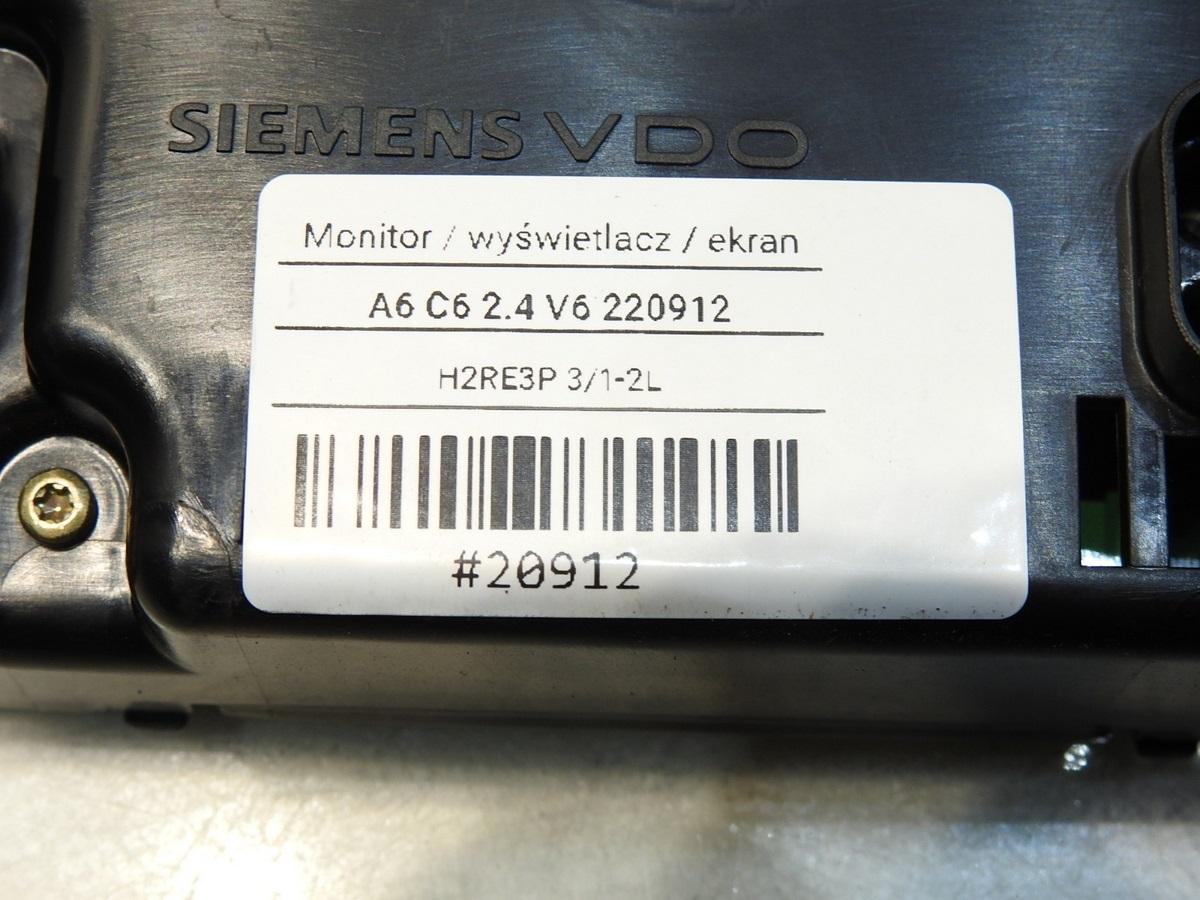 SIEMENS VDO
Monitor / wyświetlacz / ekran
A6 C6 2.4 V6 220912
H2RE3P 3/1-2L
#20912